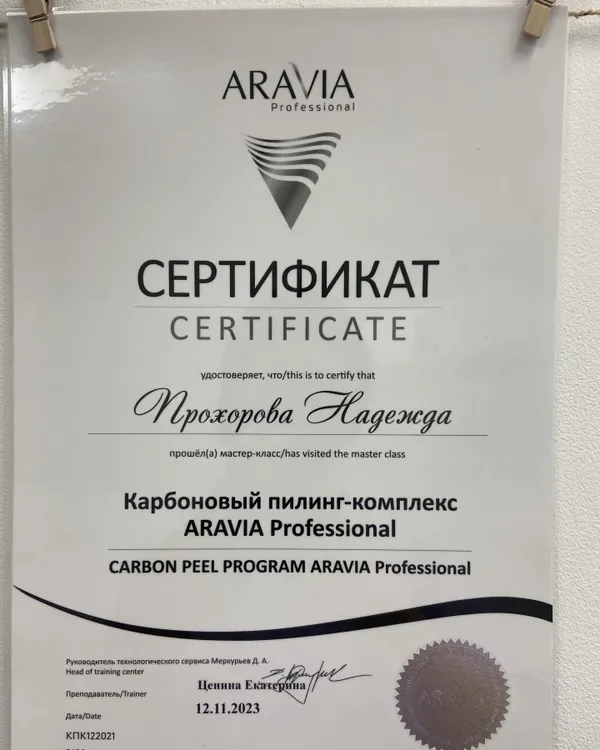 ARAVIA
Professional
СЕРТИФИКАТ
CERTIFICATE
удостоверяет, что/this is to certify that
Прохорова Надежда
прошёл(а) мастер-класс/has visited the master class
Карбоновый пилинг-комплекс
ARAVIA Professional
CARBON PEEL PROGRAM ARAVIA Professional
Руководитель технологического сервиса Меркурьев Д. А.
Head of training center
Преподаватель/Trainer Ценина Екатерина
Дата/Date 12.11.2023
КПК122021
ARAVIA